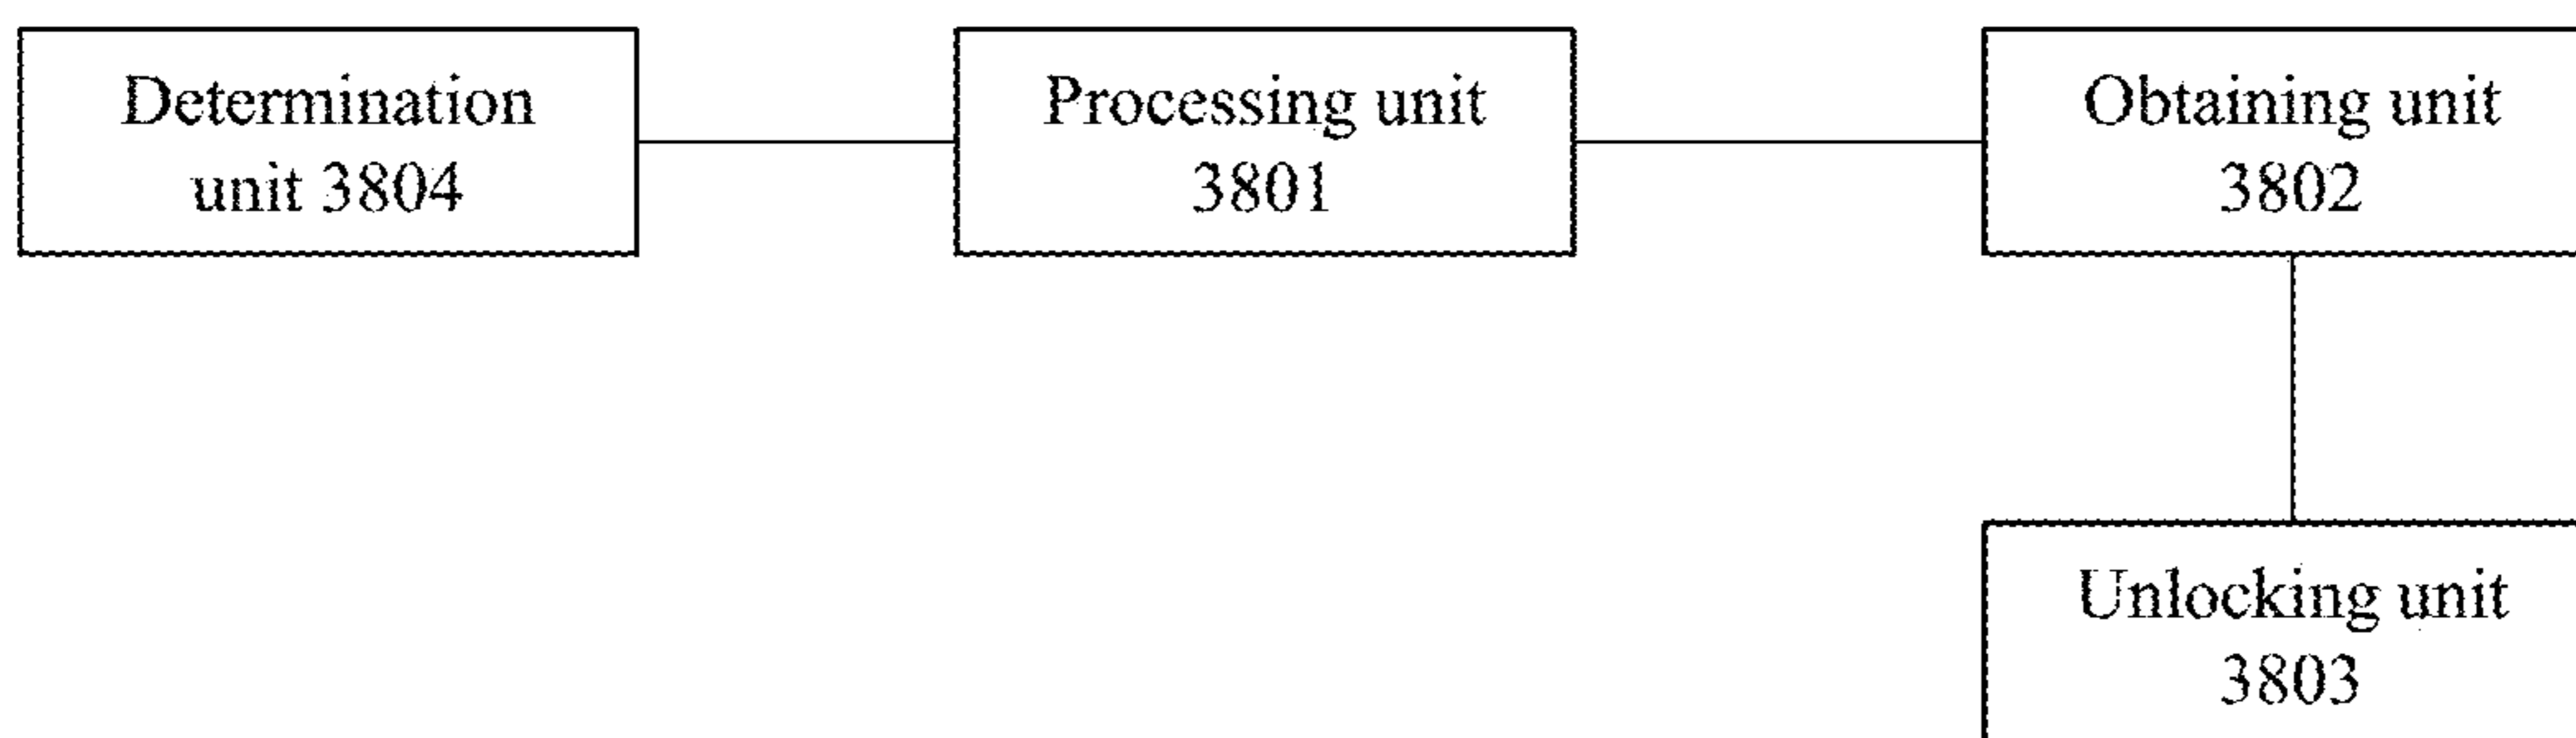 Determination
unit 3804
Processing unit
3801
Obtaining unit
3802
Unlocking unit
3803